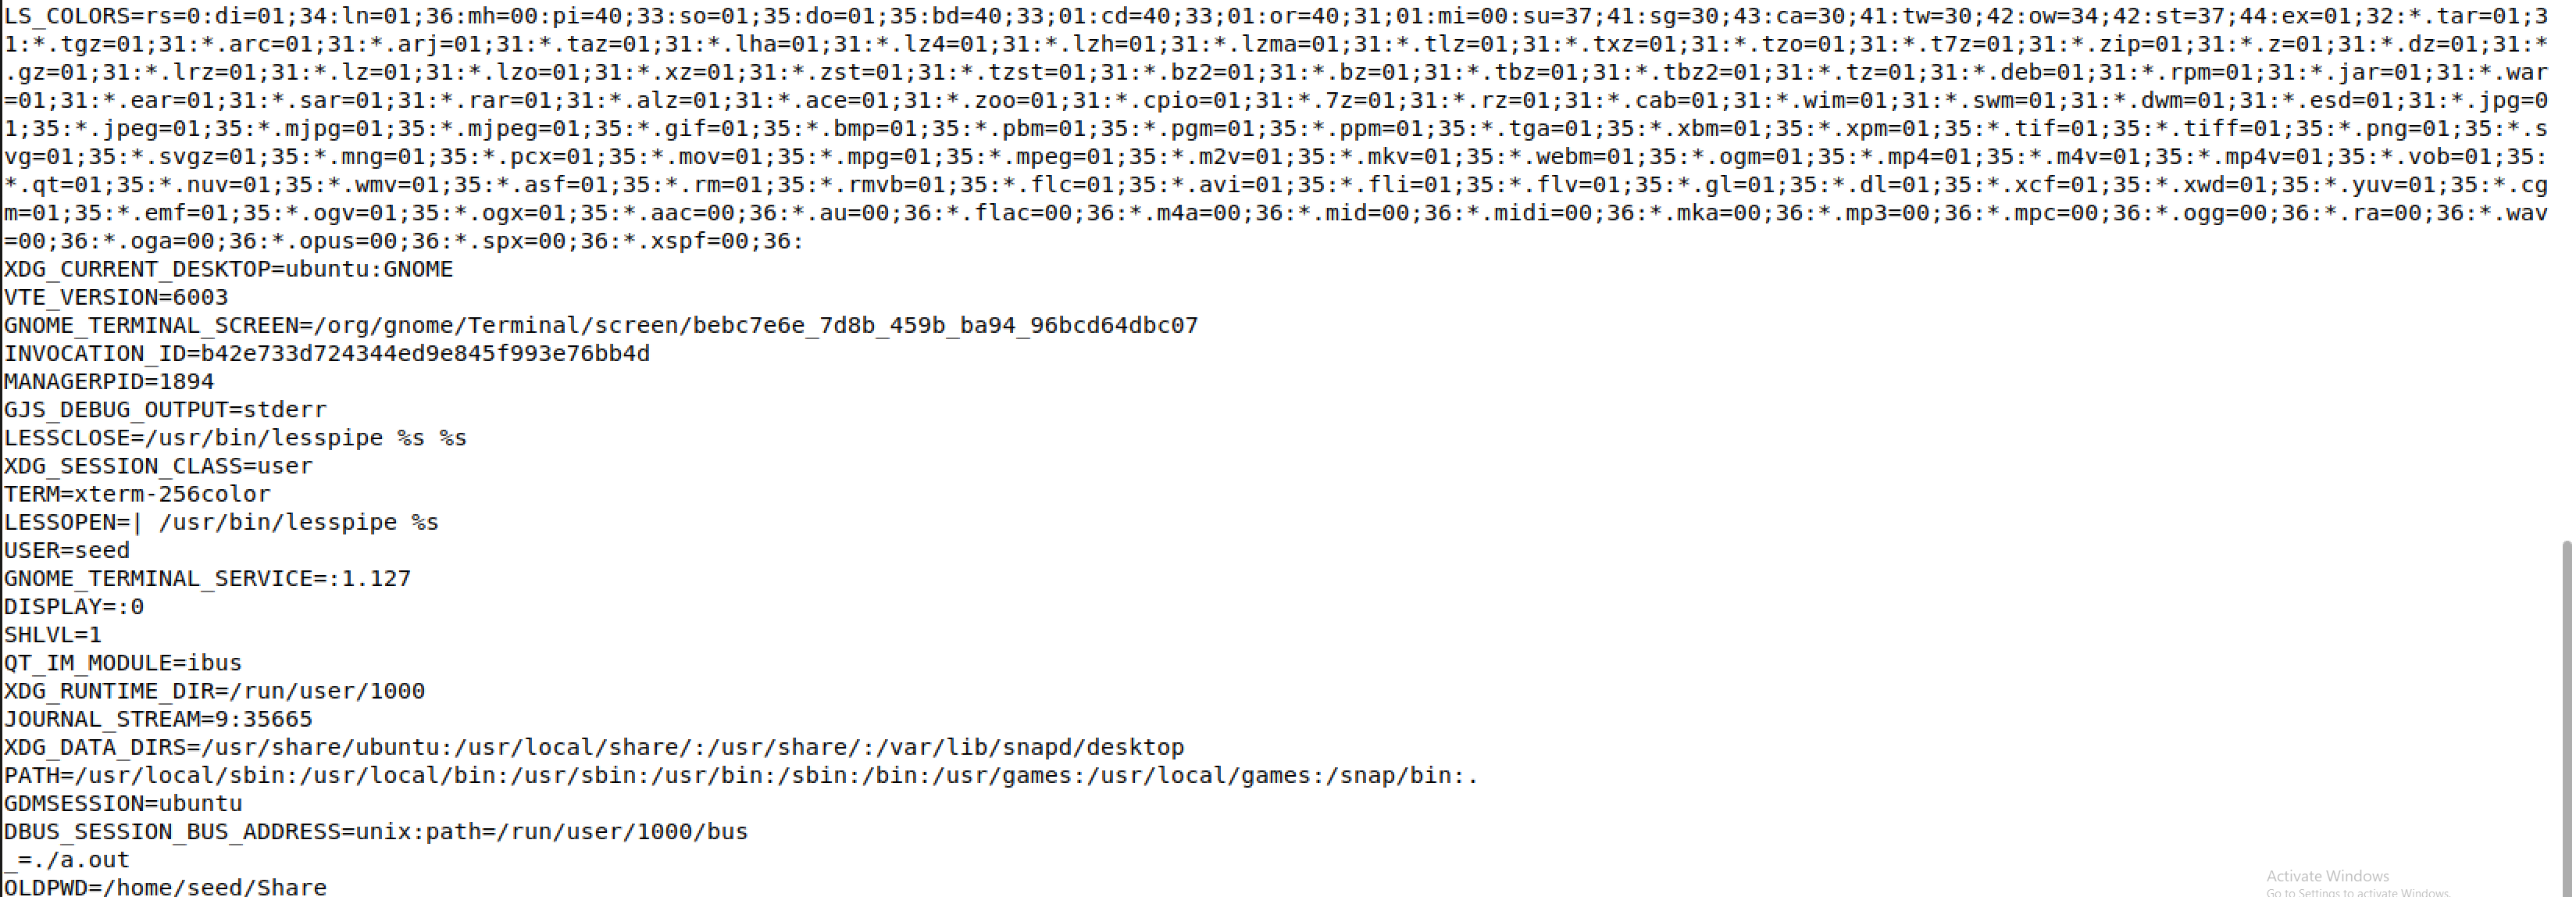 LS_COLORS=rs=0:di=01;34:ln=01;36:mh=00:pi=40;33:so=01;35:do=01;35:bd=40;33;01:cd=40;33;01:or=40;31;01:mi=00:su=37;41:sg=30;43:ca=30;41:tw=30;42:ow=34;42:st=37;44:ex=01;32:*.tar=01;3
1:*.tgz=01;31:*.arc=01;31:*.arj=01;31:*.taz=01;31:*.lha=01;31:*.lz4=01;31:*.lzh=01;31:*.lzma=01;31:*.tlz=01;31:*.txz=01;31:*.tzo=01;31:*.t7z=01;31:*.zip=01;31:*.z=01;31:*.dz=01;31:*
.gz=01;31:*.lrz=01;31:*.lz=01;31:*.lzo=01;31:*.xz=01;31:*.zst=01;31:*.tzst=01;31:*.bz2=01;31:*.bz=01;31:*.tbz=01;31:*.tbz2=01;31:*.tz=01;31:*.deb=01;31:*.rpm=01;31:*.jar=01;31:*.war
=01;31:*.ear=01;31:*.sar=01;31:*.rar=01;31:*.alz=01;31:*.ace=01;31:*.zoo=01;31:*.cpio=01;31:*.7z=01;31:*.rz=01;31:*.cab=01;31:*.wim=01;31:*.swm=01;31:*.dwm=01;31:*.esd=01;31:*.jpg=0
1;35:*.jpeg=01;35:*.mjpg=01;35:*.mjpeg=01;35:*.gif=01;35:*.bmp=01;35:*.pbm=01;35:*.pgm=01;35:*.ppm=01;35:*.tga=01;35:*.xbm=01;35:*.xpm=01;35:*.tif=01;35:*.tiff=01;35:*.png=01;35:*.s
vg=01;35:*.svgz=01;35:*.mng=01;35:*.pcx=01;35:*.mov=01;35:*.mpg=01;35:*.mpeg=01;35:*.m2v=01;35:*.mkv=01;35:*.webm=01;35:*.ogm=01;35:*.mp4=01;35:*.m4v=01;35:*.mp4v=01;35:*.vob=01;35:
*.qt=01;35:*.nuv=01;35:*.wmv=01;35:*.asf=01;35:*.rm=01;35:*.rmvb=01;35:*.flc=01;35:*.avi=01;35:*.fli=01;35:*.flv=01;35:*.gl=01;35:*.dl=01;35:*.xcf=01;35:*.xwd=01;35:*.yuv=01;35:*.cg
m=01;35:*.emf=01;35:*.ogv=01;35:*.ogx=01;35:*.aac=00;36:*.au=00;36:*.flac=00;36:*.m4a=00;36:*.mid=00;36:*.midi=00;36:*.mka=00;36:*.mp3=00;36:*.mpc=00;36:*.ogg=00;36:*.ra=00;36:*.wav
=00;36:*.oga=00;36:*.opus=00;36:*.spx=00;36:*.xspf=00;36:
XDG_CURRENT_DESKTOP=ubuntu:GNOME
VTE_VERSION=6003
GNOME_TERMINAL_SCREEN=/org/gnome/Terminal/screen/bebc7e6e_7d8b_459b_ba94_96bcd64dbc07
INVOCATION_ID=b42e733d724344ed9e845f993e76bb4d
MANAGERPID=1894
GJS_DEBUG_OUTPUT=stderr
LESSCLOSE=/usr/bin/lesspipe %s %s
XDG_SESSION_CLASS=user
TERM=xterm-256color
LESSOPEN=| /usr/bin/lesspipe %s
USER=seed
GNOME_TERMINAL_SERVICE=:1.127
DISPLAY=:0
SHLVL=1
QT_IM_MODULE=ibus
XDG_RUNTIME_DIR=/run/user/1000
JOURNAL_STREAM=9:35665
XDG_DATA_DIRS=/usr/share/ubuntu:/usr/local/share/:/usr/share/:/var/lib/snapd/desktop
PATH=/usr/local/sbin:/usr/local/bin:/usr/sbin:/usr/bin:/sbin:/bin:/usr/games:/usr/local/games:/snap/bin:.
GDMSESSION=ubuntu
DBUS_SESSION_BUS_ADDRESS=unix:path=/run/user/1000/bus
_=./a.out
OLDPWD=/home/seed/Share
Activate Windows
Go to Settings to activate Windows.